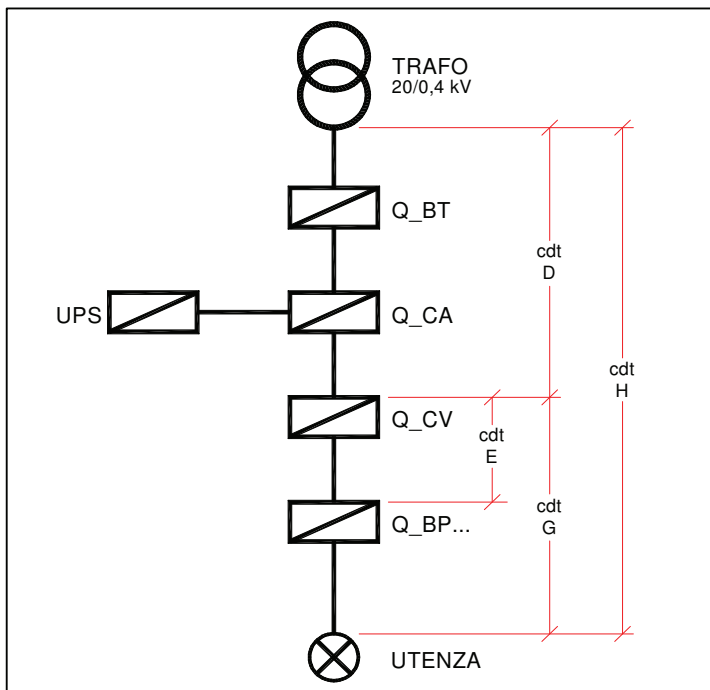 TRAFO
20/0,4 kV
Q_BT
cdt
D
UPS
Q_CA
cdt
H
Q_CV
cdt
E
Q_BP...
cdt
G
UTENZA